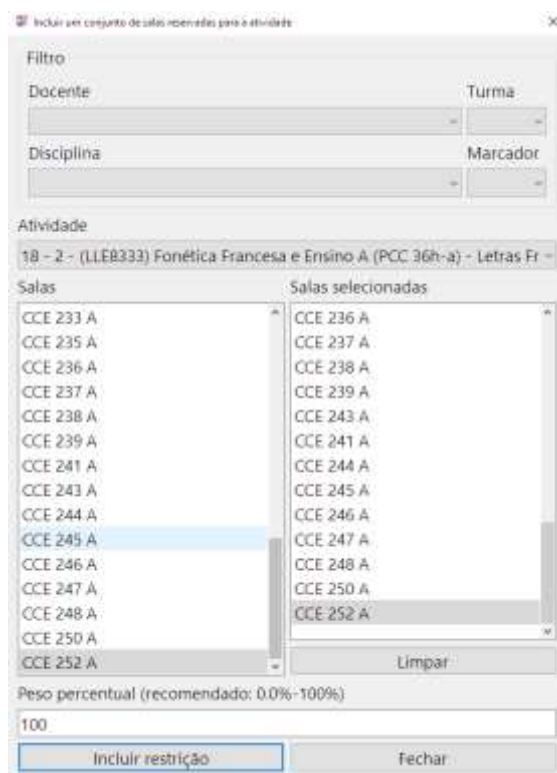 Incluir um conjunto de salas reservadas para a atividade
Filtro
Docente
Turma
Disciplina
Marcador
Atividade
18 - 2 - (LLE8333) Fonética Francesa e Ensino A (PCC 36h-a) - Letras Fr
Salas
CCE 233 A
CCE 235 A
CCE 236 A
CCE 237 A
CCE 238 A
CCE 239 A
CCE 241 A
CCE 243 A
CCE 244 A
CCE 245 A
CCE 246 A
CCE 247 A
CCE 248 A
CCE 250 A
CCE 252 A
Salas selecionadas
CCE 236 A
CCE 237 A
CCE 238 A
CCE 239 A
CCE 243 A
CCE 241 A
CCE 244 A
CCE 245 A
CCE 246 A
CCE 247 A
CCE 248 A
CCE 250 A
CCE 252 A
Limpar
Peso percentual (recomendado: 0.0%-100%)
100
Incluir restrição
Fechar